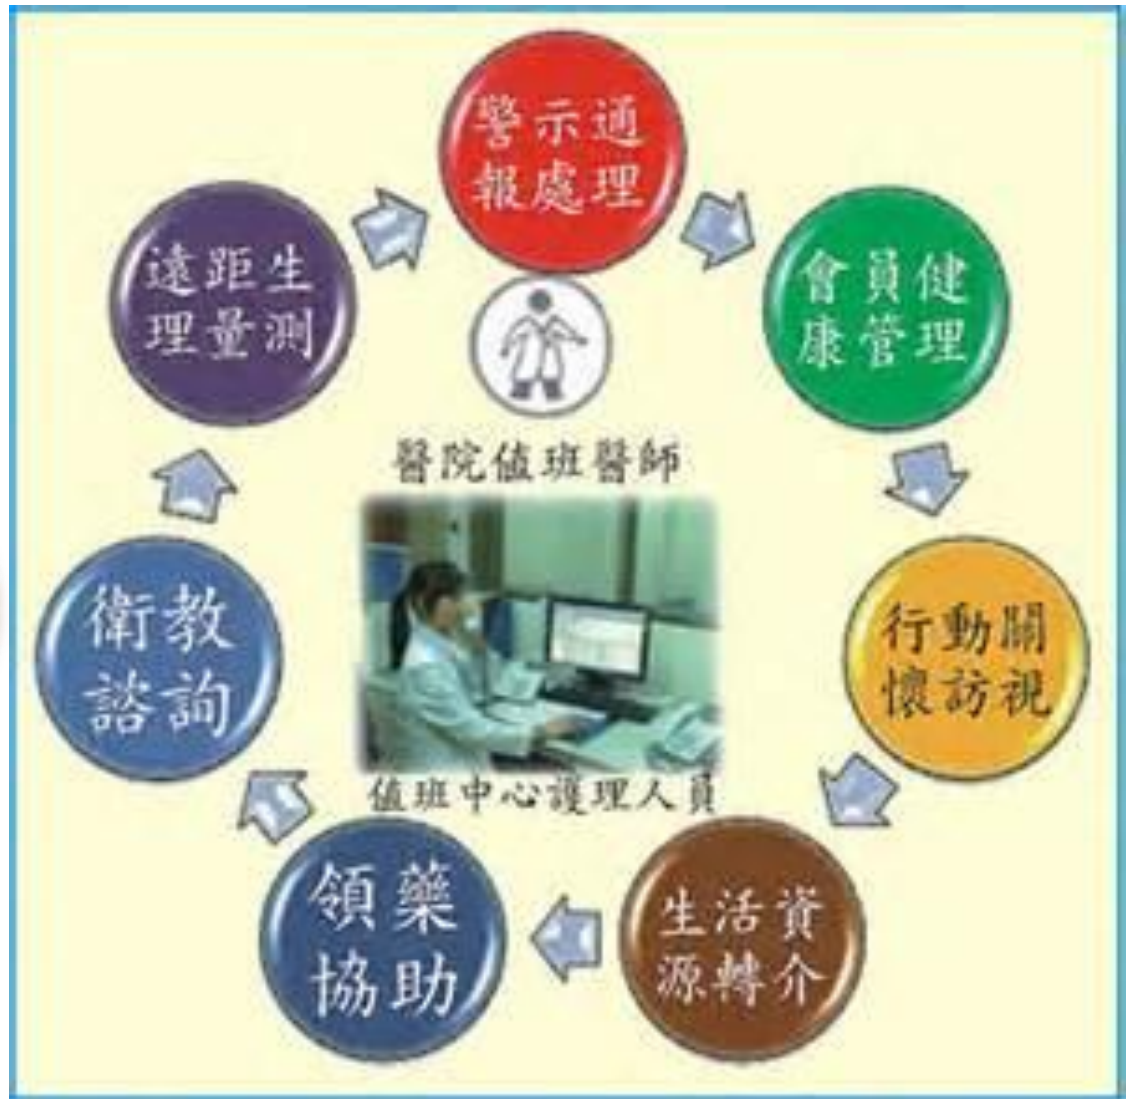 警示通
報處理
會員健
康管理
行動關
懷訪視
生活資
源轉介
領藥
協助
衛教
諮詢
遠距生
理量測
醫院值班醫師
值班中心護理人員